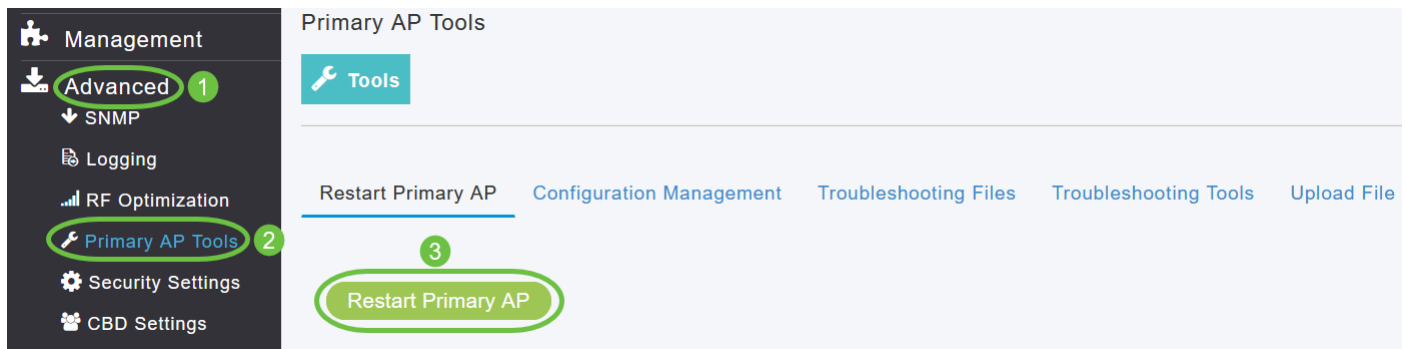 Management
Advanced 1
SNMP
Logging
RF Optimization
Primary AP Tools 2
Security Settings
CBD Settings
Primary AP Tools
Tools
Restart Primary AP Configuration Management Troubleshooting Files Troubleshooting Tools Upload File
3
Restart Primary AP